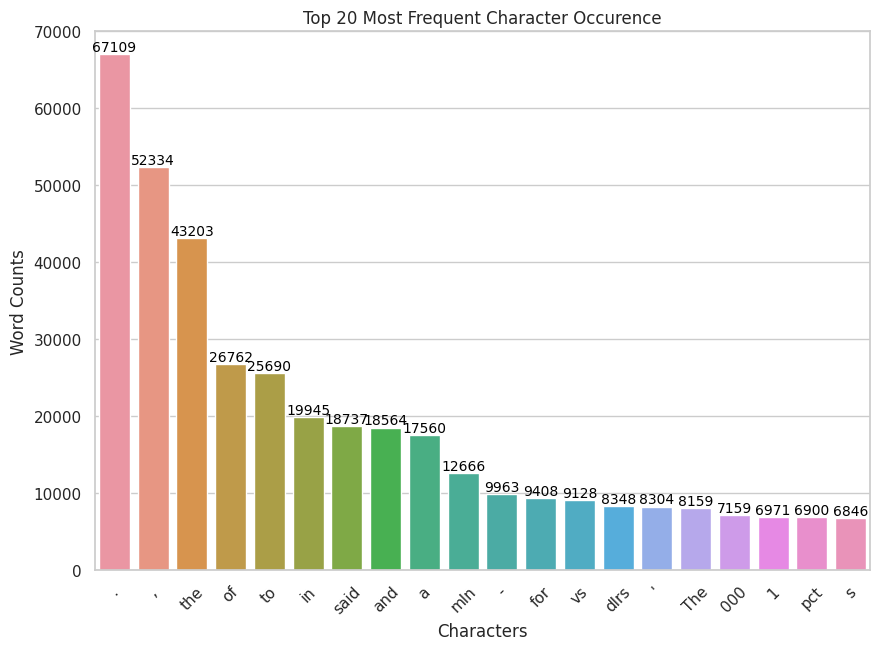 Top 20 Most Frequent Character Occurence
70000
60000
50000
40000
30000
20000
10000
0
Word Counts
67109
52334
43203
26762
25690
19945
18737
18564
17560
12666
9963
9408
9128
8348
8304
8159
7159
6971
6900
6846
.
,
the
of
to
in
said
and
a
mln
-
for
vs
dlrs
'
The
000
1
pct
s
Characters